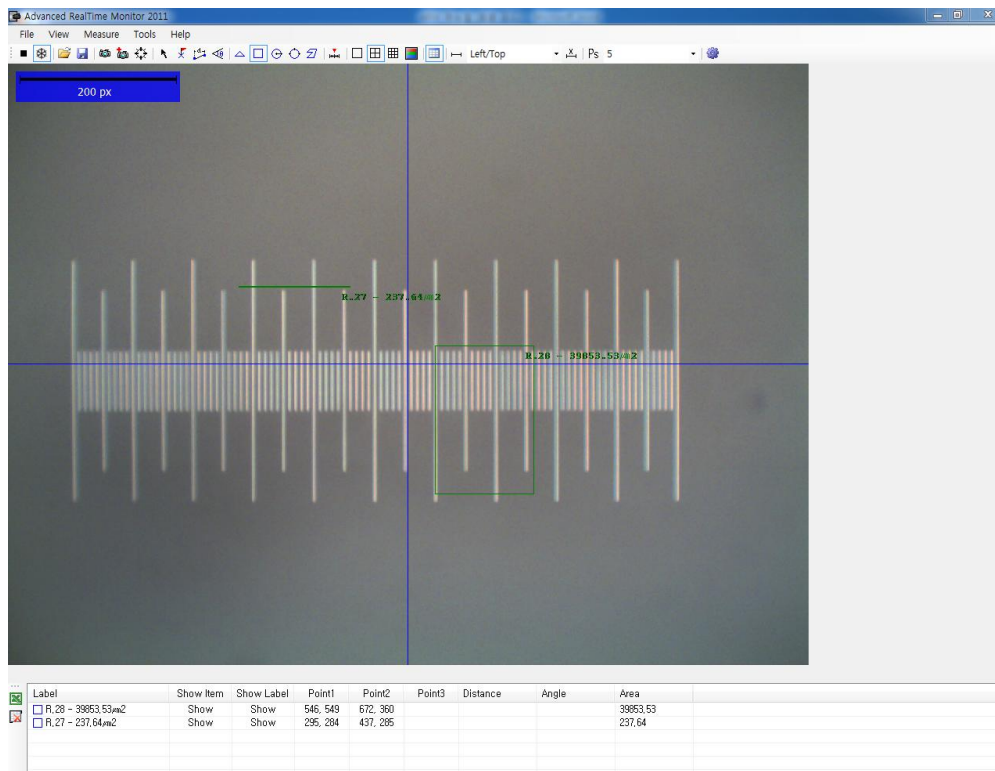 Advanced RealTime Monitor 2011
File View Measure Tools Help
Left/Top Ps 5
200 px
R.27 - 237.64㎛2
R.28 - 39853.53㎛2
Label Show Item Show Label Point1 Point2 Point3 Distance Angle Area
R,28 - 39853,53㎛2 Show Show 546, 549 672, 360 39853,53
R,27 - 237,64㎛2 Show Show 295, 284 437, 285 237,64